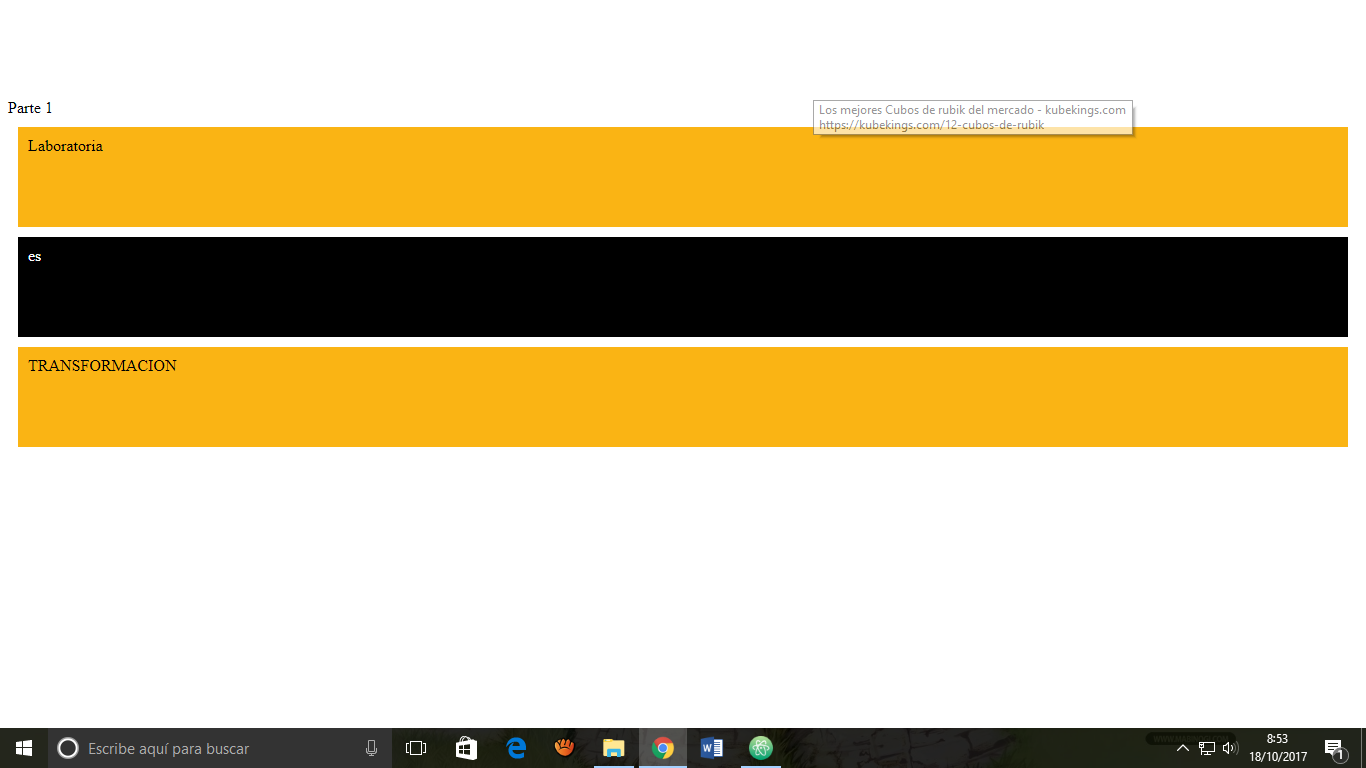 Parte 1
Los mejores Cubos de rubik del mercado - kubekings.com
https://kubekings.com/12-cubos-de-rubik
Laboratoria
es
TRANSFORMACION
Escribe aquí para buscar
8:53
18/10/2017
1